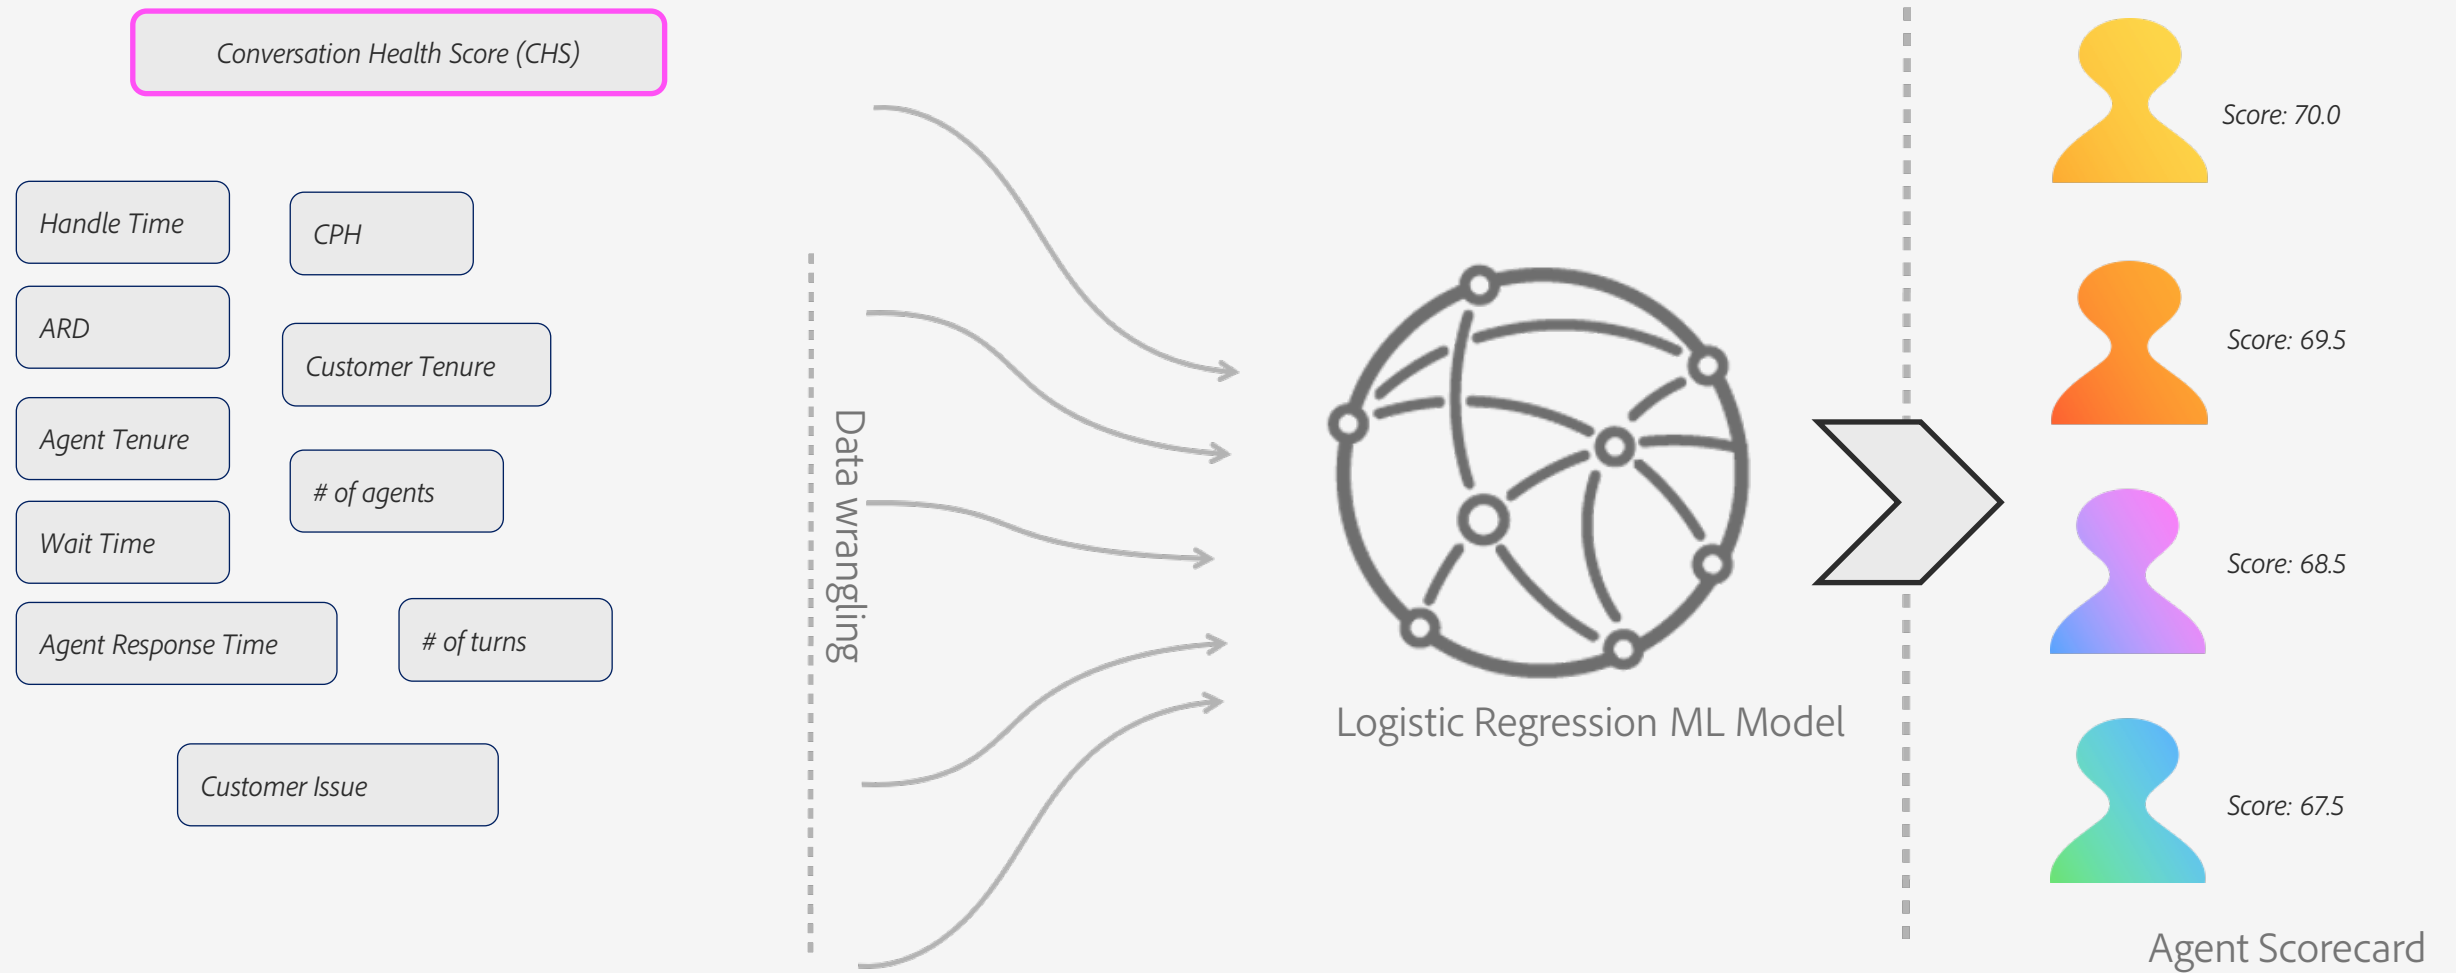 Conversation Health Score (CHS)
Handle Time
CPH
ARD
Customer Tenure
Agent Tenure
# of agents
Wait Time
Agent Response Time
# of turns
Customer Issue
Data wrangling
Logistic Regression ML Model
Score: 70.0
Score: 69.5
Score: 68.5
Score: 67.5
Agent Scorecard